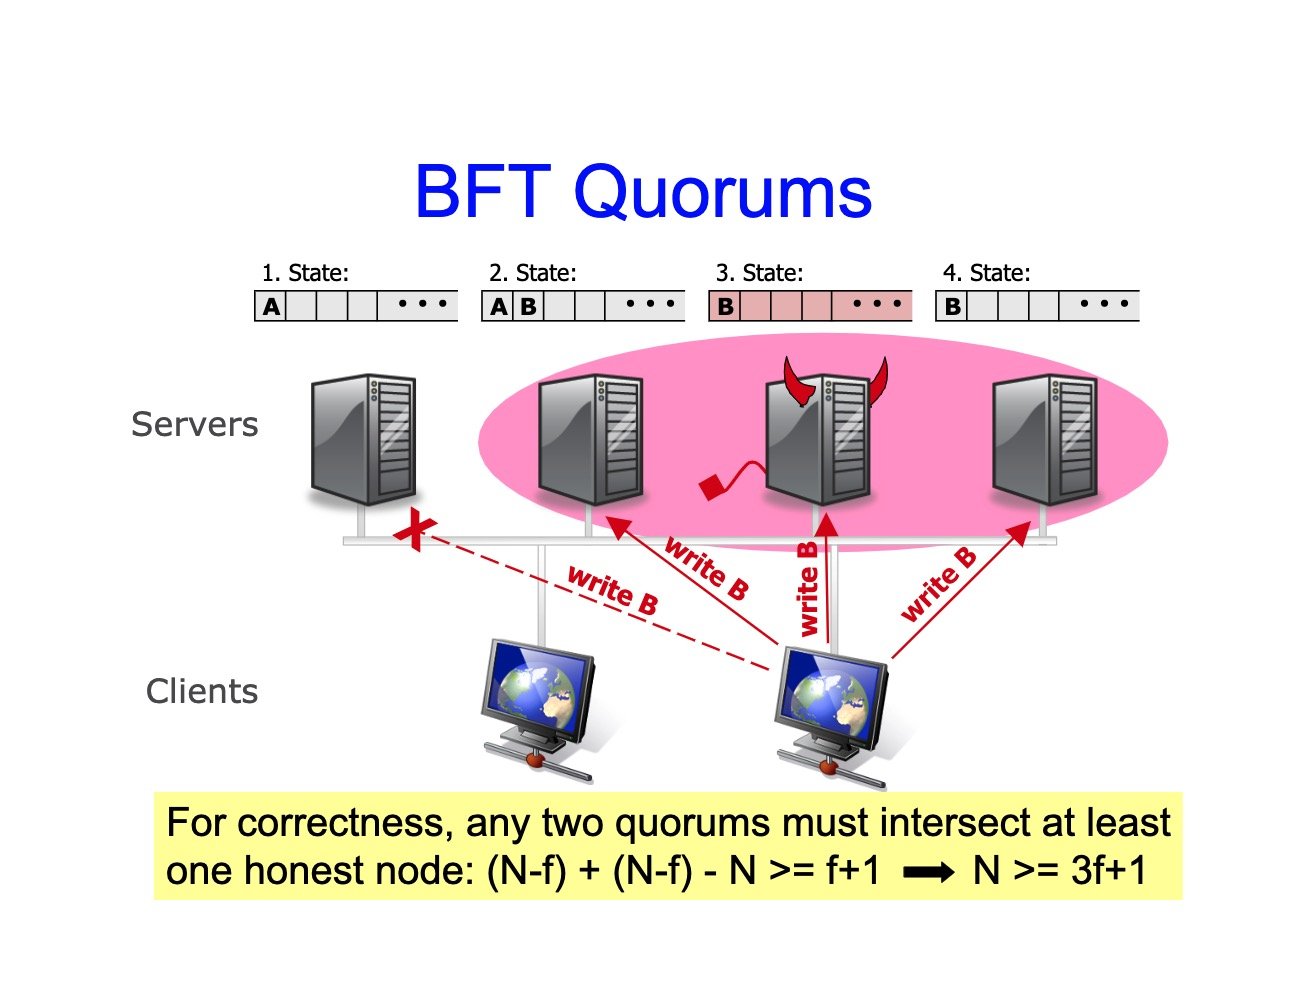 BFT Quorums
1. State: 2. State: 3. State: 4. State:
A • • • A B • • • B • • • B • • •
Servers
X
write B write B write B write B
Clients
For correctness, any two quorums must intersect at least
one honest node: (N-f) + (N-f) - N >= f+1 ➡ N >= 3f+1